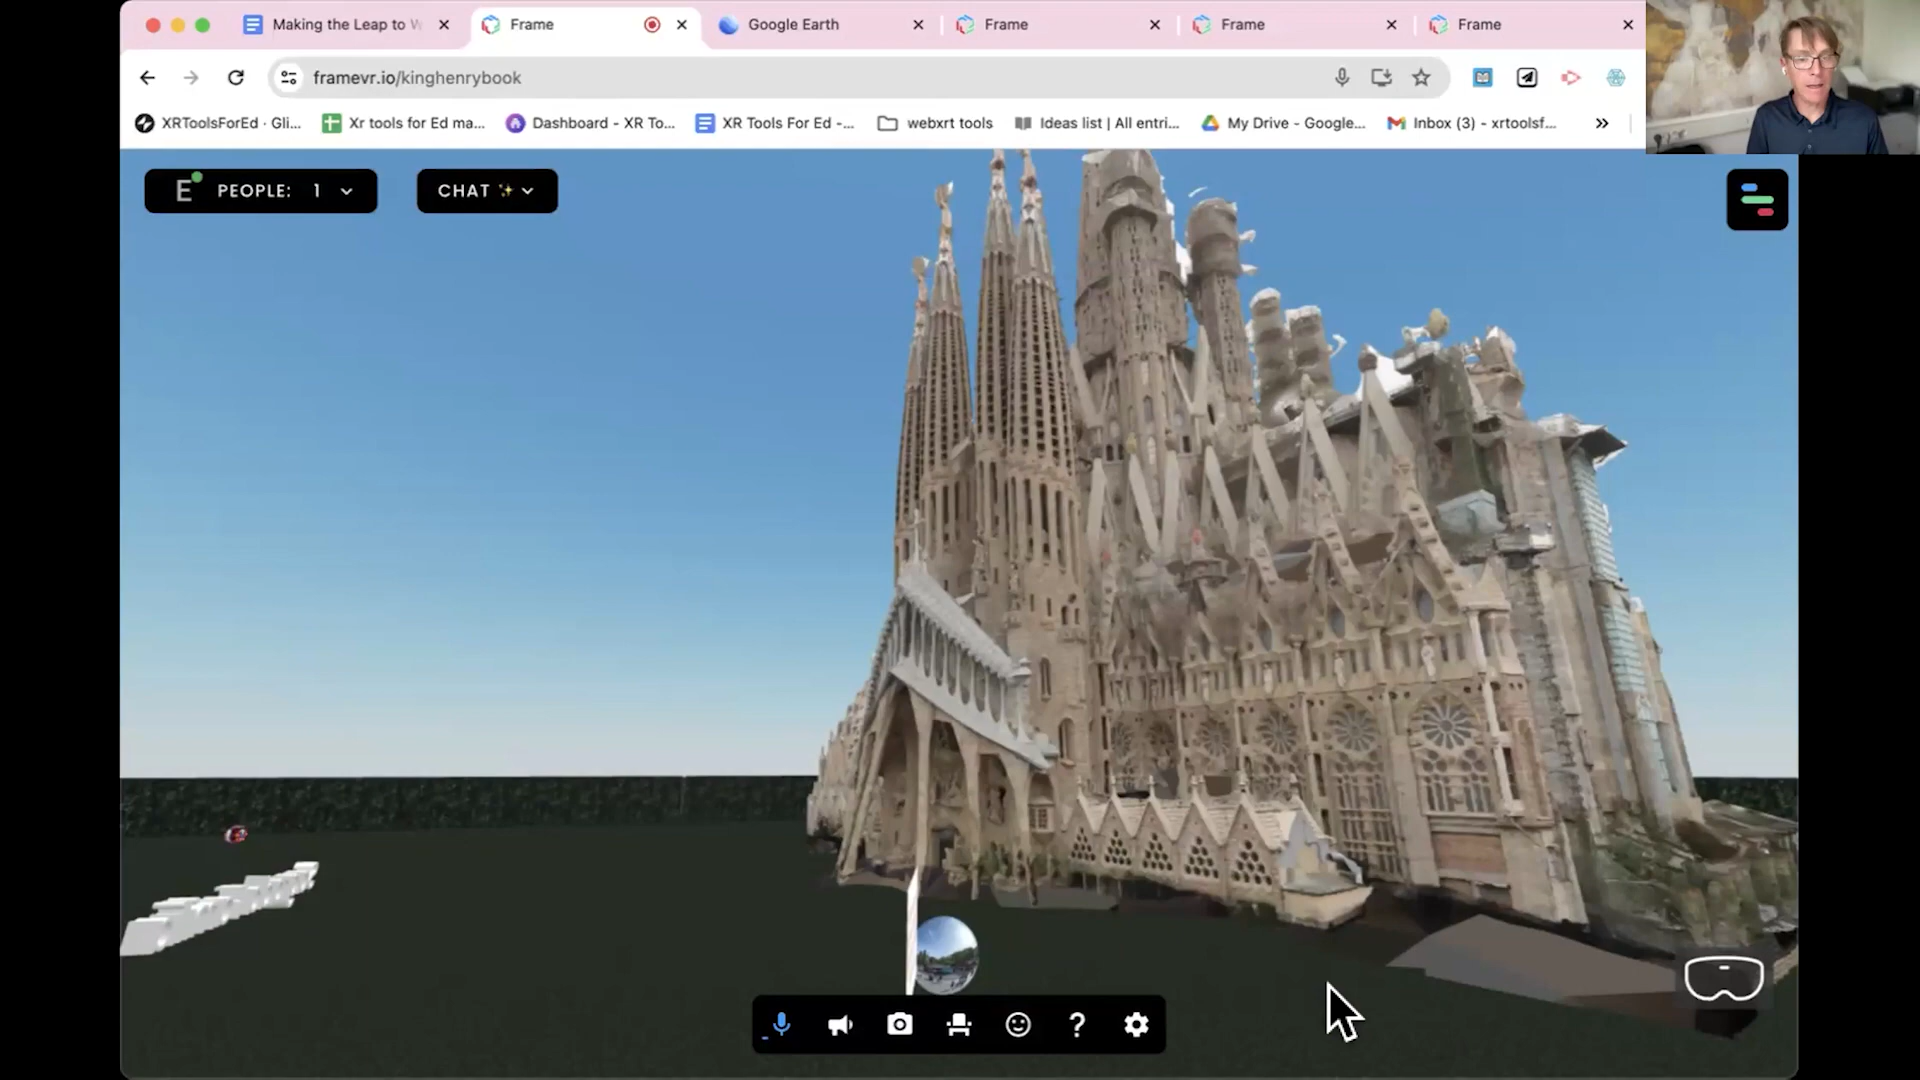 Making the Leap to
Frame
Google Earth
Frame
Frame
Frame
framevr.io/kinghenrybook
XRToolsForEd · Gli...
Xr tools for Ed ma...
Dashboard - XR To...
XR Tools For Ed -...
webxrt tools
Ideas list | All entri...
My Drive - Google...
Inbox (3) - xrtoolsf...
E PEOPLE: 1
CHAT